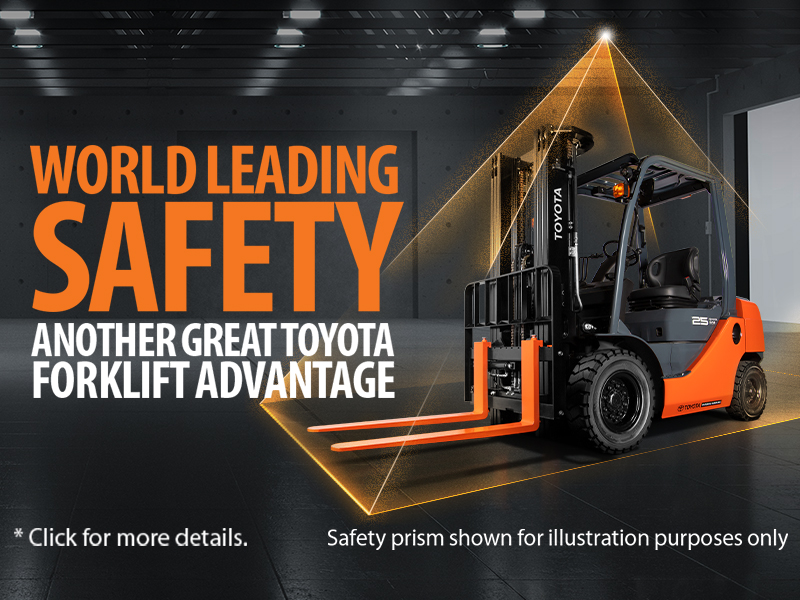 WORLD LEADING
SAFETY
ANOTHER GREAT TOYOTA
FORKLIFT ADVANTAGE
TOYOTA
25
TOYOTA
* Click for more details.
Safety prism shown for illustration purposes only